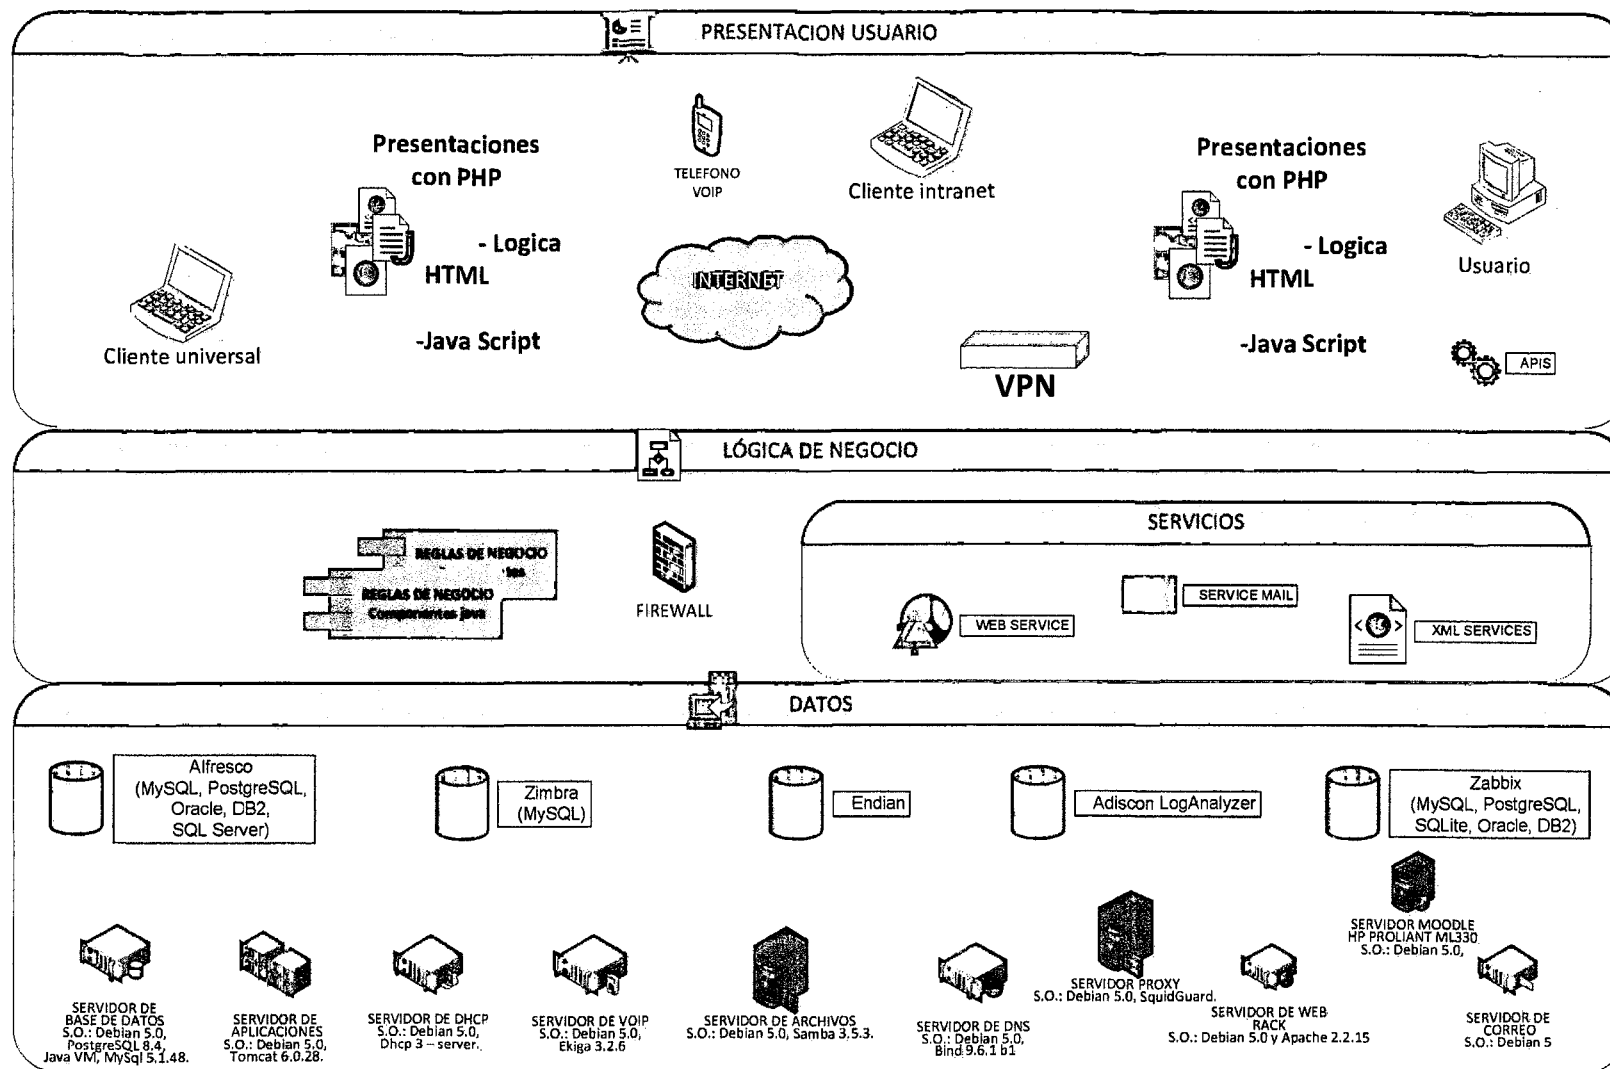 PRESENTACION USUARIO
Presentaciones
con PHP
- Logica
HTML
-Java Script
TELEFONO
VOIP
Cliente intranet
Presentaciones
con PHP
- Logica
HTML
-Java Script
Usuario
Cliente universal
INTERNET
VPN
APIS
LÓGICA DE NEGOCIO
REGLAS DE NEGOCIO
tes
REGLAS DE NEGOCIO
Componentes java
FIREWALL
SERVICIOS
WEB SERVICE
SERVICE MAIL
XML SERVICES
DATOS
Alfresco
(MySQL, PostgreSQL,
Oracle, DB2,
SQL Server)
Zimbra
(MySQL)
Endian
Adiscon LogAnalyzer
Zabbix
(MySQL, PostgreSQL,
SQLite, Oracle, DB2)
SERVIDOR DE
BASE DE DATOS
S.O.: Debian 5.0,
PostgreSQL 8.4,
Java VM, MySql 5.1.48.
SERVIDOR DE
APLICACIONES
S.O.: Debian 5.0,
Tomcat 6.0.28.
SERVIDOR DE DHCP
S.O.: Debian 5.0,
Dhcp 3 – server.
SERVIDOR DE VOIP
S.O.: Debian 5.0,
Ekiga 3.2.6
SERVIDOR DE ARCHIVOS
S.O.: Debian 5.0, Samba 3.5.3.
SERVIDOR DE DNS
S.O.: Debian 5.0,
Bind 9.6.1 b1
SERVIDOR PROXY
S.O.: Debian 5.0, SquidGuard.
SERVIDOR DE WEB
RACK
S.O.: Debian 5.0 y Apache 2.2.15
SERVIDOR MOODLE
HP PROLIANT ML330
S.O.: Debian 5.0,
SERVIDOR DE
CORREO
S.O.: Debian 5